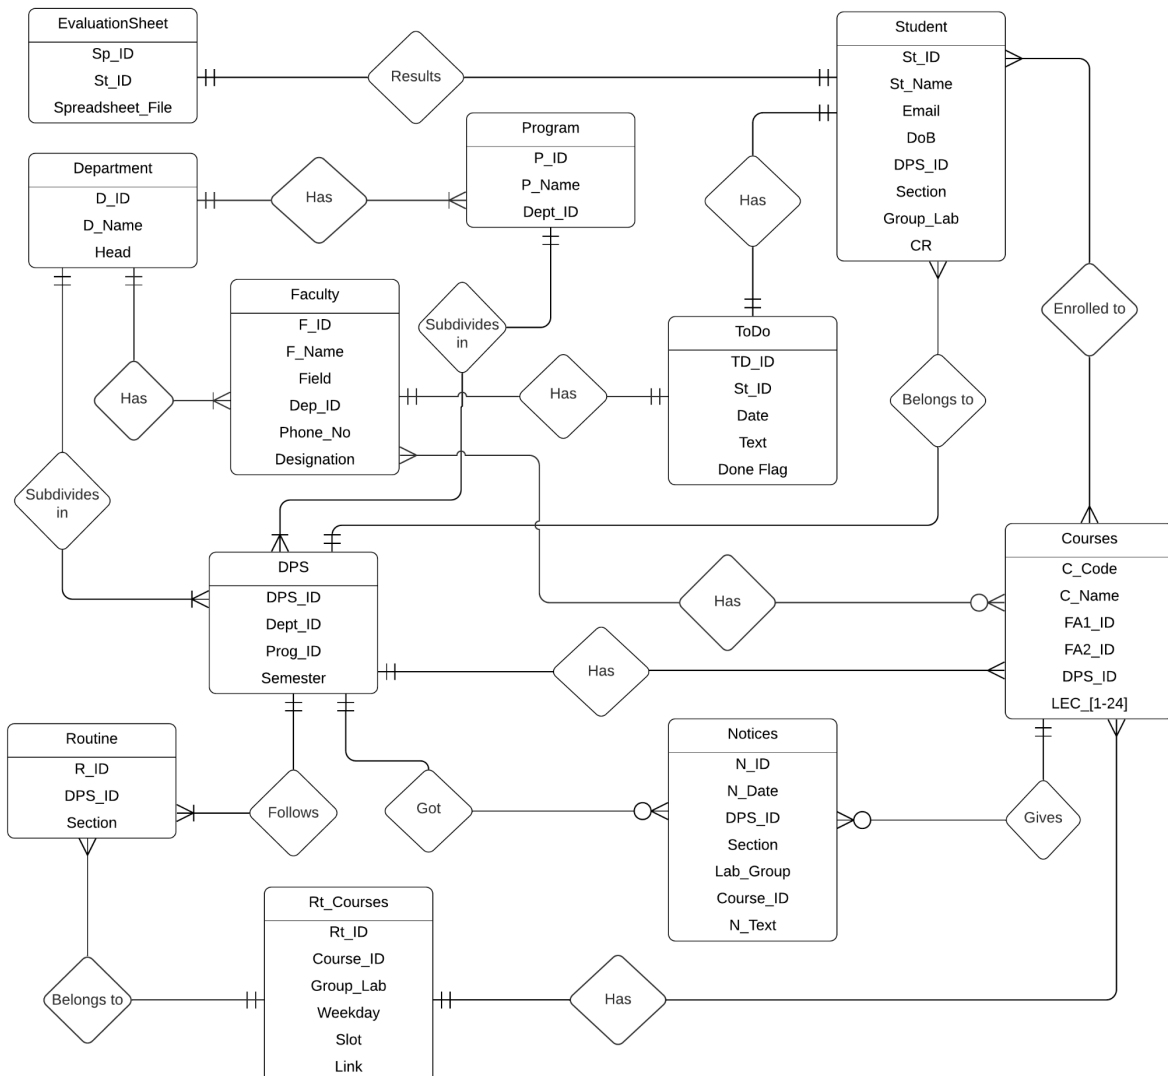 EvaluationSheet
Sp_ID
St_ID
Spreadsheet_File
Results
Student
St_ID
St_Name
Email
DoB
DPS_ID
Section
Group_Lab
CR
Program
P_ID
P_Name
Dept_ID
Department
D_ID
D_Name
Head
Has
Has
Enrolled to
Faculty
F_ID
F_Name
Field
Dep_ID
Phone_No
Designation
Subdivides
in
ToDo
TD_ID
St_ID
Date
Text
Done Flag
Has
Has
Belongs to
Subdivides
in
DPS
DPS_ID
Dept_ID
Prog_ID
Semester
Has
Has
Courses
C_Code
C_Name
FA1_ID
FA2_ID
DPS_ID
LEC_[1-24]
Routine
R_ID
DPS_ID
Section
Follows
Got
Notices
N_ID
N_Date
DPS_ID
Section
Lab_Group
Course_ID
N_Text
Gives
Belongs to
Rt_Courses
Rt_ID
Course_ID
Group_Lab
Weekday
Slot
Link
Has